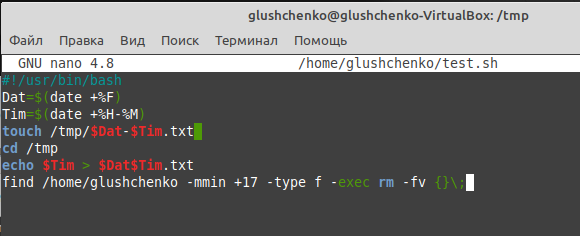 glushchenko@glushchenko-VirtualBox: /tmp
Файл Правка Вид Поиск Терминал Помощь
GNU nano 4.8 /home/glushchenko/test.sh
#!/usr/bin/bash
Dat=$(date +%F)
Tim=$(date +%H-%M)
touch /tmp/$Dat-$Tim.txt
cd /tmp
echo $Tim > $Dat$Tim.txt
find /home/glushchenko -mmin +17 -type f -exec rm -fv {}\;